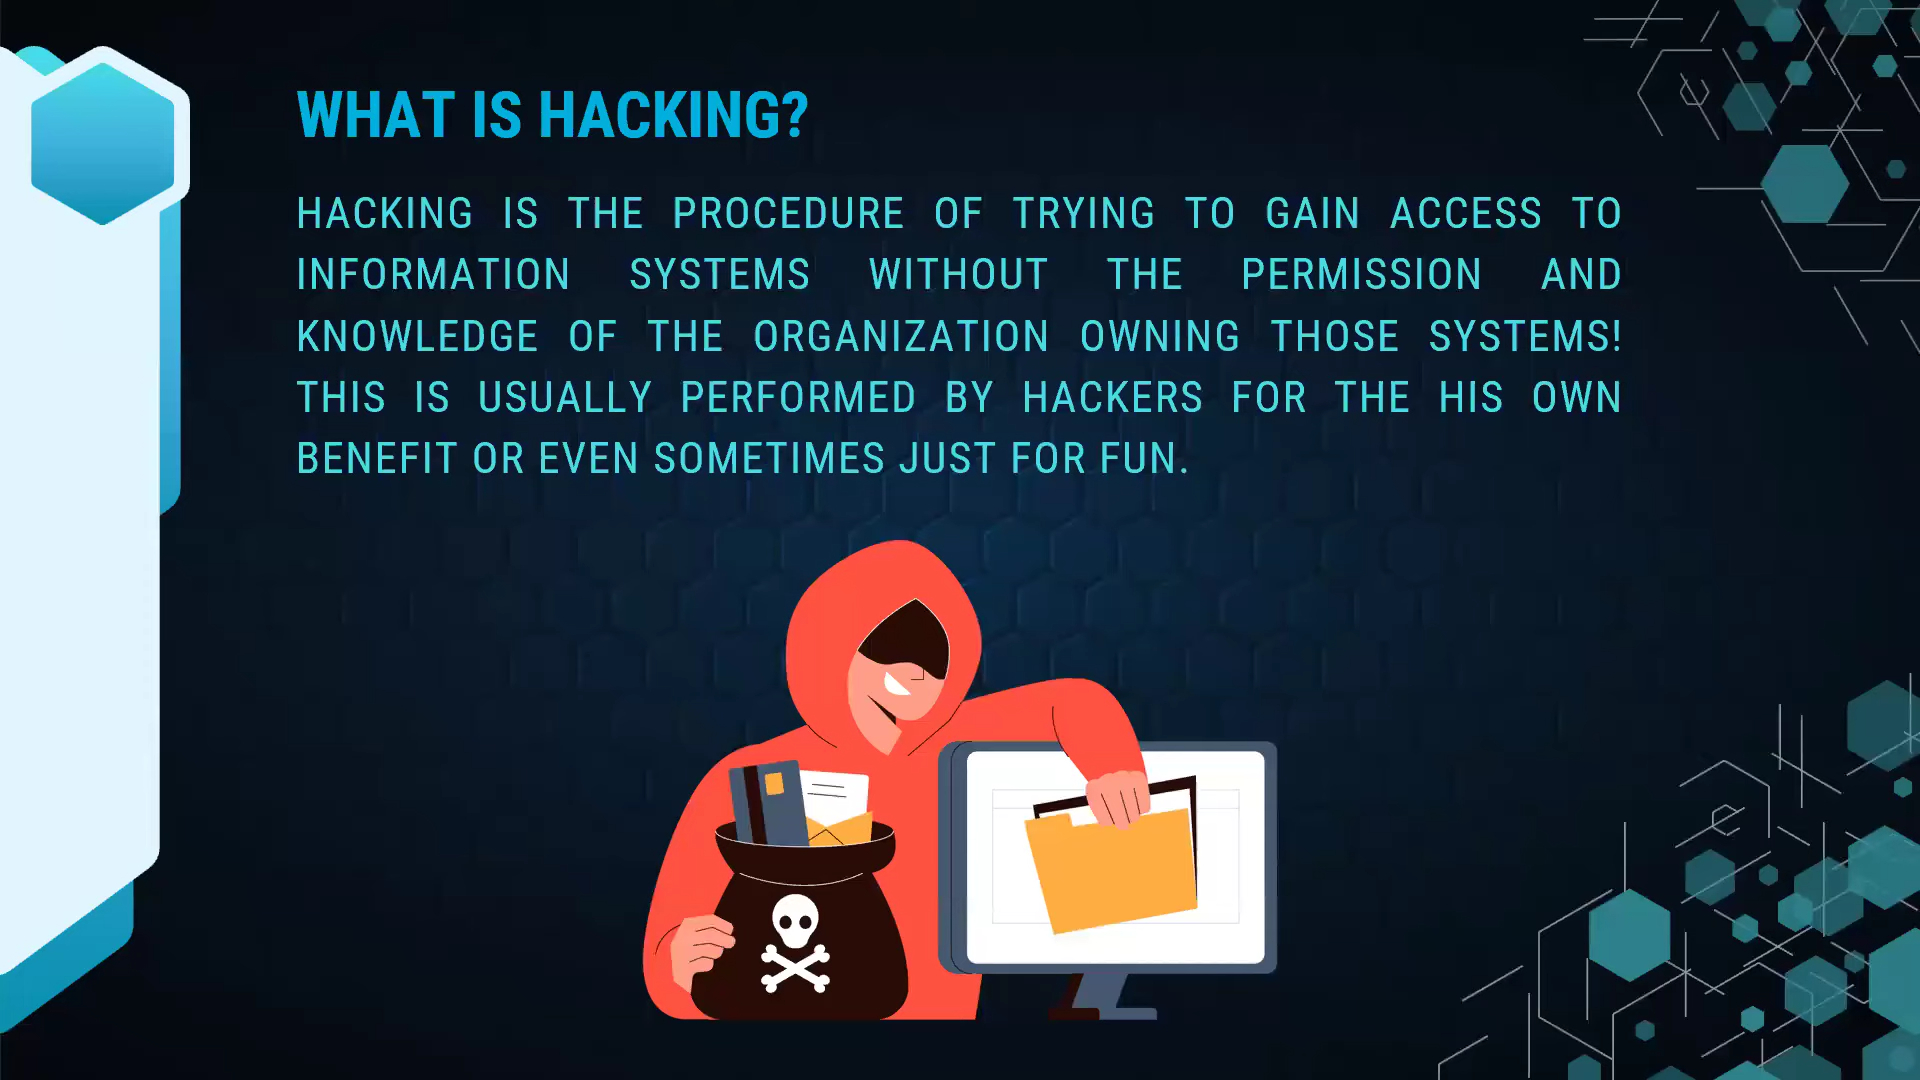 WHAT IS HACKING?
HACKING IS THE PROCEDURE OF TRYING TO GAIN ACCESS TO
INFORMATION SYSTEMS WITHOUT THE PERMISSION AND
KNOWLEDGE OF THE ORGANIZATION OWNING THOSE SYSTEMS!
THIS IS USUALLY PERFORMED BY HACKERS FOR THE HIS OWN
BENEFIT OR EVEN SOMETIMES JUST FOR FUN.